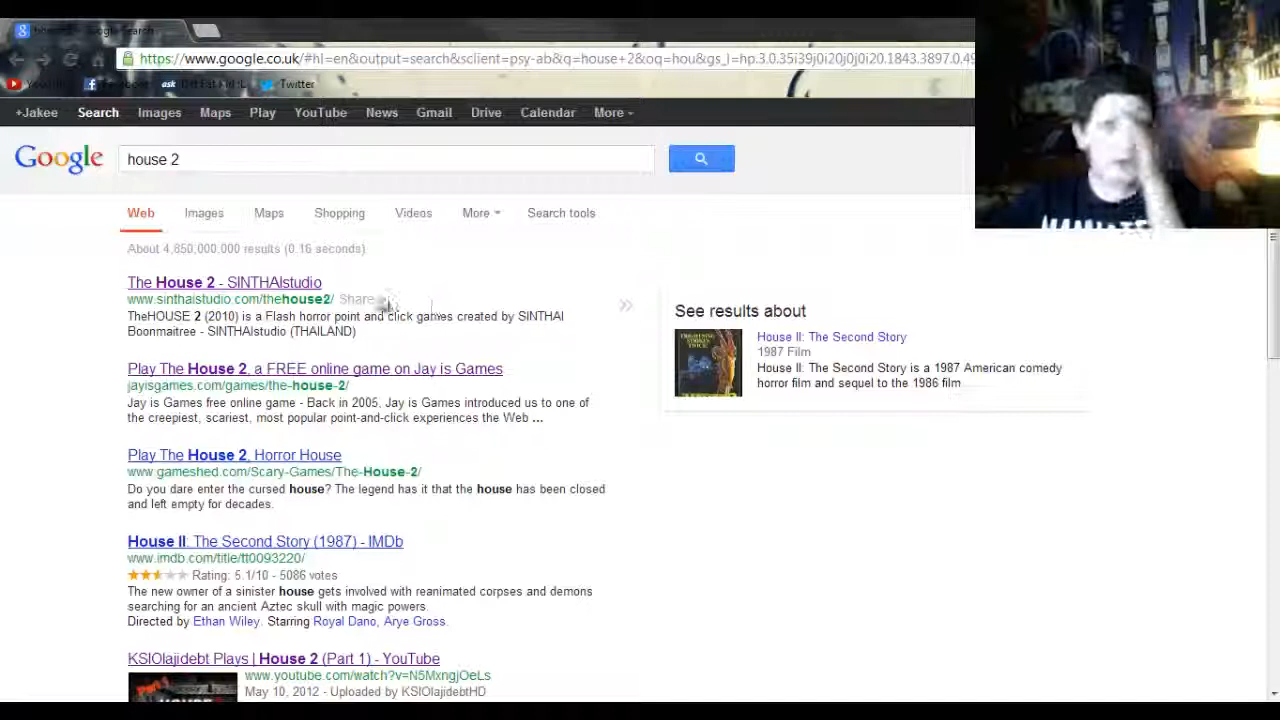 https://www.google.co.uk/#hl=en&output=search&sclient=psy-ab&q=house+2&oq=hou&gs_l=hp.3.0.35i39j0i20j0j0i20.1843.3897.0.49
Facebook
ask
Twitter
+Jakee Search Images Maps Play YouTube News Gmail Drive Calendar More
Google house 2
Web Images Maps Shopping Videos More Search tools
About 4,850,000,000 results (0.16 seconds)
The House 2 - SINTHAIstudio
www.sinthaistudio.com/thehouse2/ Share
TheHOUSE 2 (2010) is a Flash horror point and click games created by SINTHAI
Boonmaitree - SINTHAIstudio (THAILAND)
Play The House 2, a FREE online game on Jay is Games
jayisgames.com/games/the-house-2/
Jay is Games free online game - Back in 2005, Jay is Games introduced us to one of
the creepiest, scariest, most popular point-and-click experiences the Web ...
Play The House 2, Horror House
www.gameshed.com/Scary-Games/The-House-2/
Do you dare enter the cursed house? The legend has it that the house has been closed
and left empty for decades.
House II: The Second Story (1987) - IMDb
www.imdb.com/title/tt0093220/
Rating: 5.1/10 - 5086 votes
The new owner of a sinister house gets involved with reanimated corpses and demons
searching for an ancient Aztec skull with magic powers.
Directed by Ethan Wiley. Starring Royal Dano, Arye Gross.
KSIOlajidebt Plays | House 2 (Part 1) - YouTube
www.youtube.com/watch?v=N5MxngjOeLs
May 10, 2012 - Uploaded by KSIOlajidebtHD
See results about
House II: The Second Story
1987 Film
House II: The Second Story is a 1987 American comedy
horror film and sequel to the 1986 film